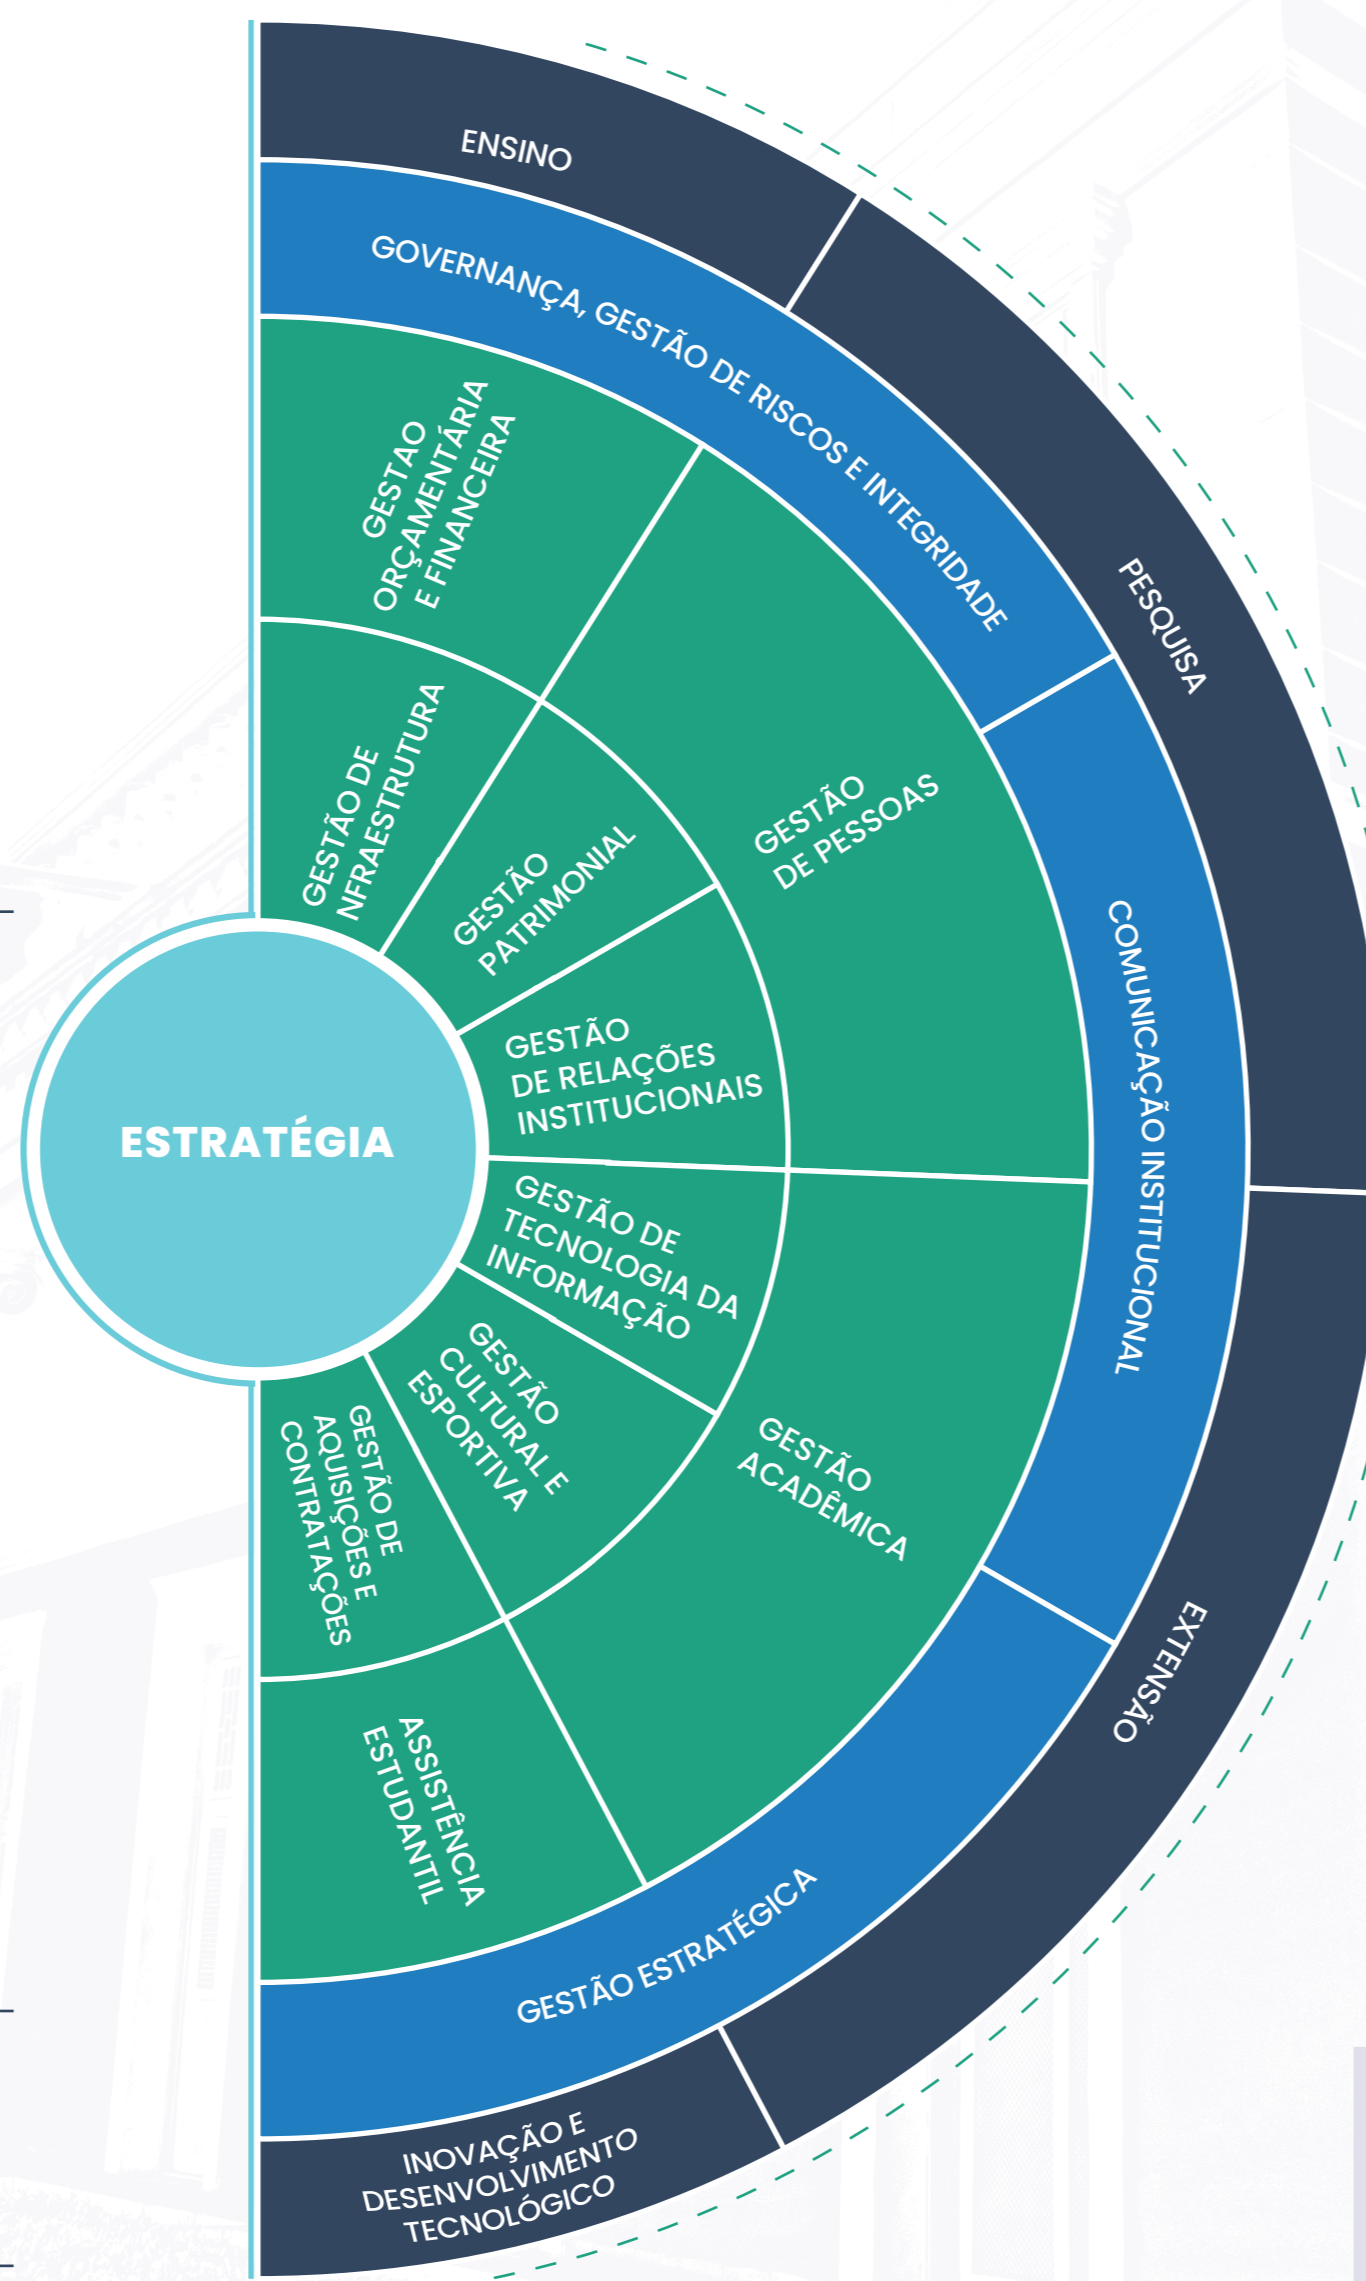 ENSINO
GOVERNANÇA, GESTÃO DE RISCOS E INTEGRIDADE
GESTAO
ORÇAMENTÁRIA
E FINANCEIRA
PESQUISA
GESTÃO DE
NFRAESTRUTURA
GESTÃO
DE PESSOAS
GESTÃO
PATRIMONIAL
COMUNICAÇÃO INSTITUCIONAL
GESTÃO
DE RELAÇÕES
INSTITUCIONAIS
ESTRATÉGIA
GESTÃO DE
TECNOLOGIA DA
INFORMAÇÃO
GESTÃO
CULTURAL E
ESPORTIVA
GESTÃO DE
AQUISIÇÕES E
CONTRATAÇÕES
GESTÃO
ACADÊMICA
EXTENSÃO
ASSISTÊNCIA
ESTUDANTIL
GESTÃO ESTRATÉGICA
INOVAÇÃO E
DESENVOLVIMENTO
TECNOLÓGICO